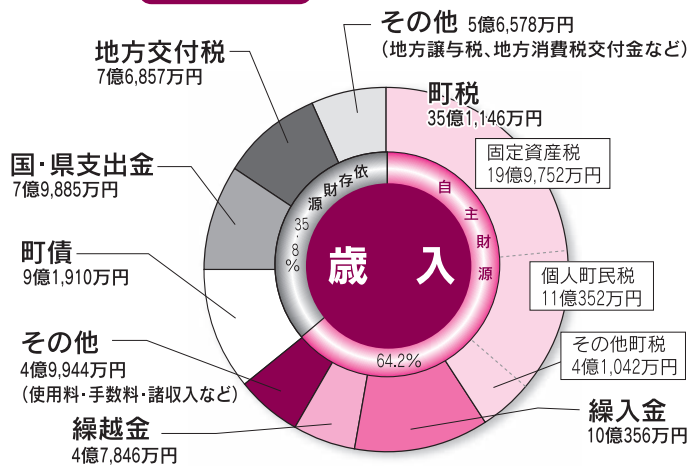 その他 5億6,578万円
(地方譲与税、地方消費税交付金など)
地方交付税
7億6,857万円
国・県支出金
7億9,885万円
町債
9億1,910万円
その他
4億9,944万円
(使用料・手数料・諸収入など)
繰越金
4億7,846万円
繰入金
10億356万円
町税
35億1,146万円
固定資産税
19億9,752万円
個人町民税
11億352万円
その他町税
4億1,042万円
依存財源
35.8%
自主財源
64.2%
歳入